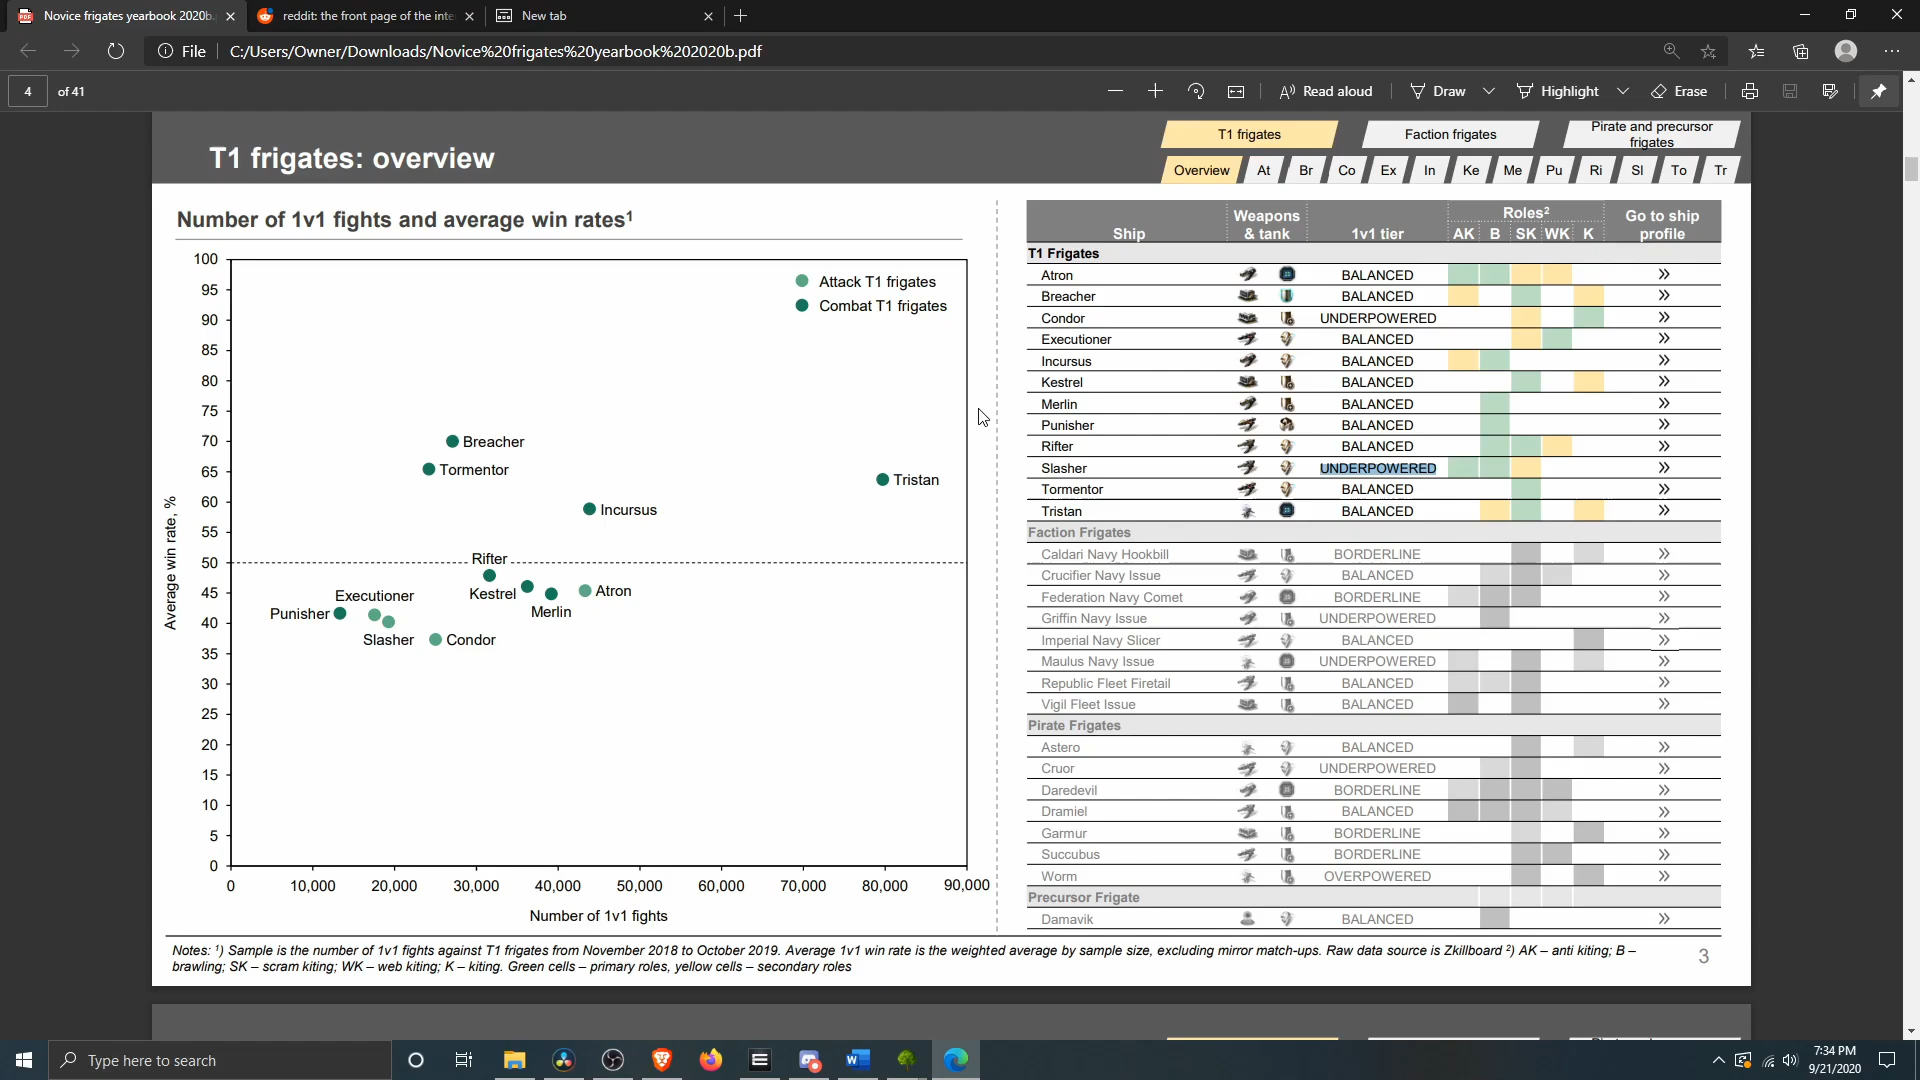 Novice frigates yearbook 2020b.
reddit: the front page of the inte
New tab
File
C:/Users/Owner/Downloads/Novice%20frigates%20yearbook%202020b.pdf
4
of 41
Read aloud
Draw
Highlight
Erase
T1 frigates: overview
T1 frigates
Faction frigates
Pirate and precursor
frigates
Overview At Br Co Ex In Ke Me Pu Ri Sl To Tr
Number of 1v1 fights and average win rates¹
100
95
90
85
80
75
70
65
60
55
50
45
40
35
30
25
20
15
10
5
0
Average win rate, %
Attack T1 frigates
Combat T1 frigates
Breacher
Tormentor
Tristan
Incursus
Rifter
Kestrel
Atron
Executioner
Merlin
Punisher
Slasher
Condor
0 10,000 20,000 30,000 40,000 50,000 60,000 70,000 80,000 90,000
Number of 1v1 fights
Ship Weapons & tank 1v1 tier Roles² AK B SK WK K Go to ship profile
T1 Frigates
Atron BALANCED »
Breacher BALANCED »
Condor UNDERPOWERED »
Executioner BALANCED »
Incursus BALANCED »
Kestrel BALANCED »
Merlin BALANCED »
Punisher BALANCED »
Rifter BALANCED »
Slasher UNDERPOWERED »
Tormentor BALANCED »
Tristan BALANCED »
Faction Frigates
Caldari Navy Hookbill BORDERLINE »
Crucifier Navy Issue BALANCED »
Federation Navy Comet BORDERLINE »
Griffin Navy Issue UNDERPOWERED »
Imperial Navy Slicer BALANCED »
Maulus Navy Issue UNDERPOWERED »
Republic Fleet Firetail BALANCED »
Vigil Fleet Issue BALANCED »
Pirate Frigates
Astero BALANCED »
Cruor UNDERPOWERED »
Daredevil BORDERLINE »
Dramiel BALANCED »
Garmur BORDERLINE »
Succubus BORDERLINE »
Worm OVERPOWERED »
Precursor Frigate
Damavik BALANCED »
Notes: ¹) Sample is the number of 1v1 fights against T1 frigates from November 2018 to October 2019. Average 1v1 win rate is the weighted average by sample size, excluding mirror match-ups. Raw data source is Zkillboard ²) AK – anti kiting; B –
brawling; SK – scram kiting; WK – web kiting; K – kiting. Green cells – primary roles, yellow cells – secondary roles
3
Type here to search
7:34 PM
9/21/2020